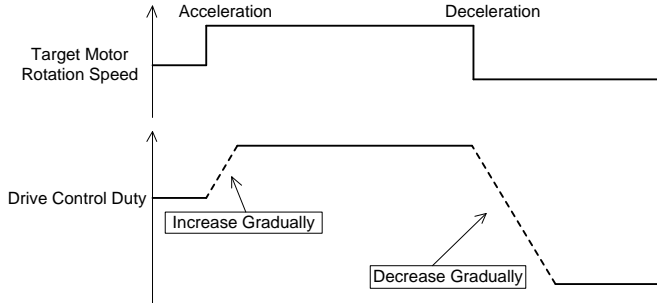 Acceleration
Deceleration
Target Motor
Rotation Speed
Drive Control Duty
Increase Gradually
Decrease Gradually